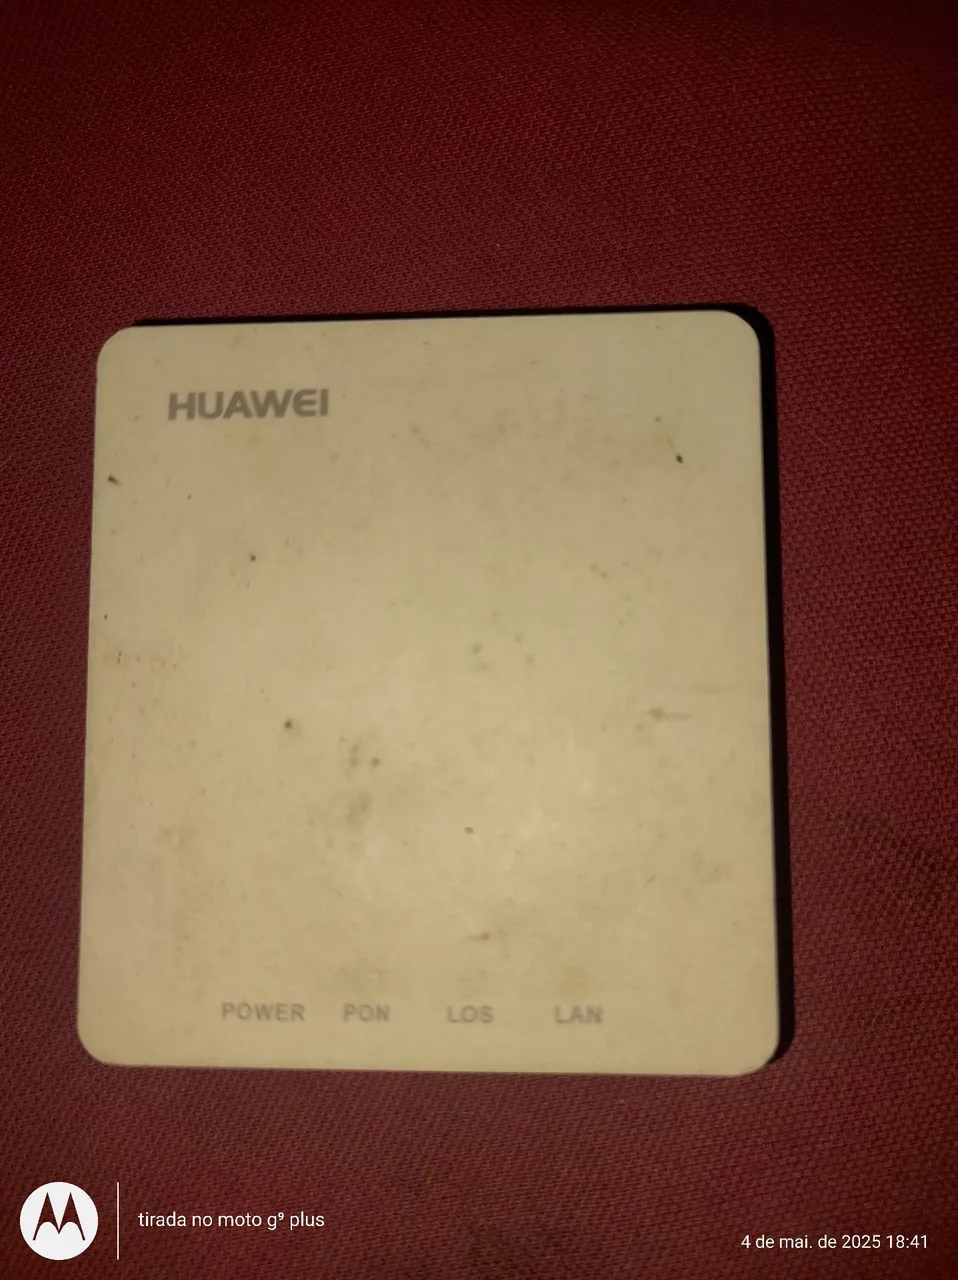 HUAWEI
POWER PON LOS LAN
tirada no moto g⁹ plus
4 de mai. de 2025 18:41